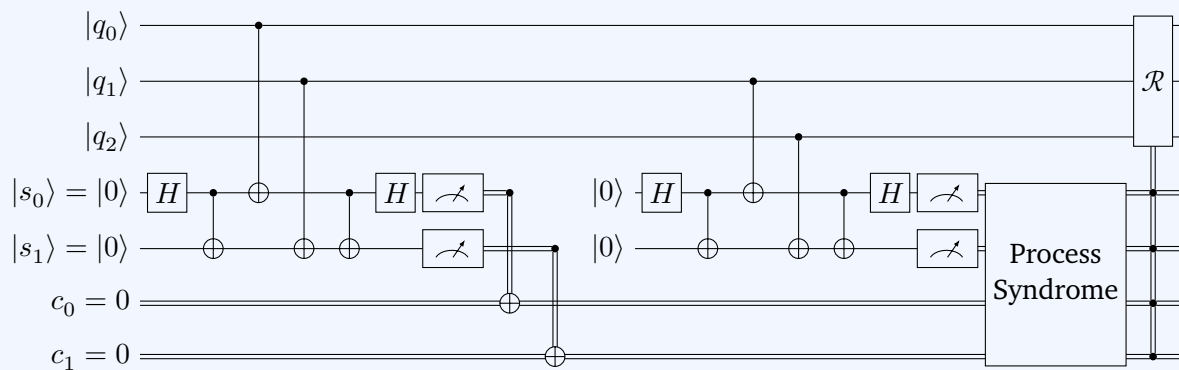 |q₀⟩
|q₁⟩ ℛ
|q₂⟩
|s₀⟩ = |0⟩ H H |0⟩ H H
|s₁⟩ = |0⟩ |0⟩
Process
Syndrome
c₀ = 0
c₁ = 0